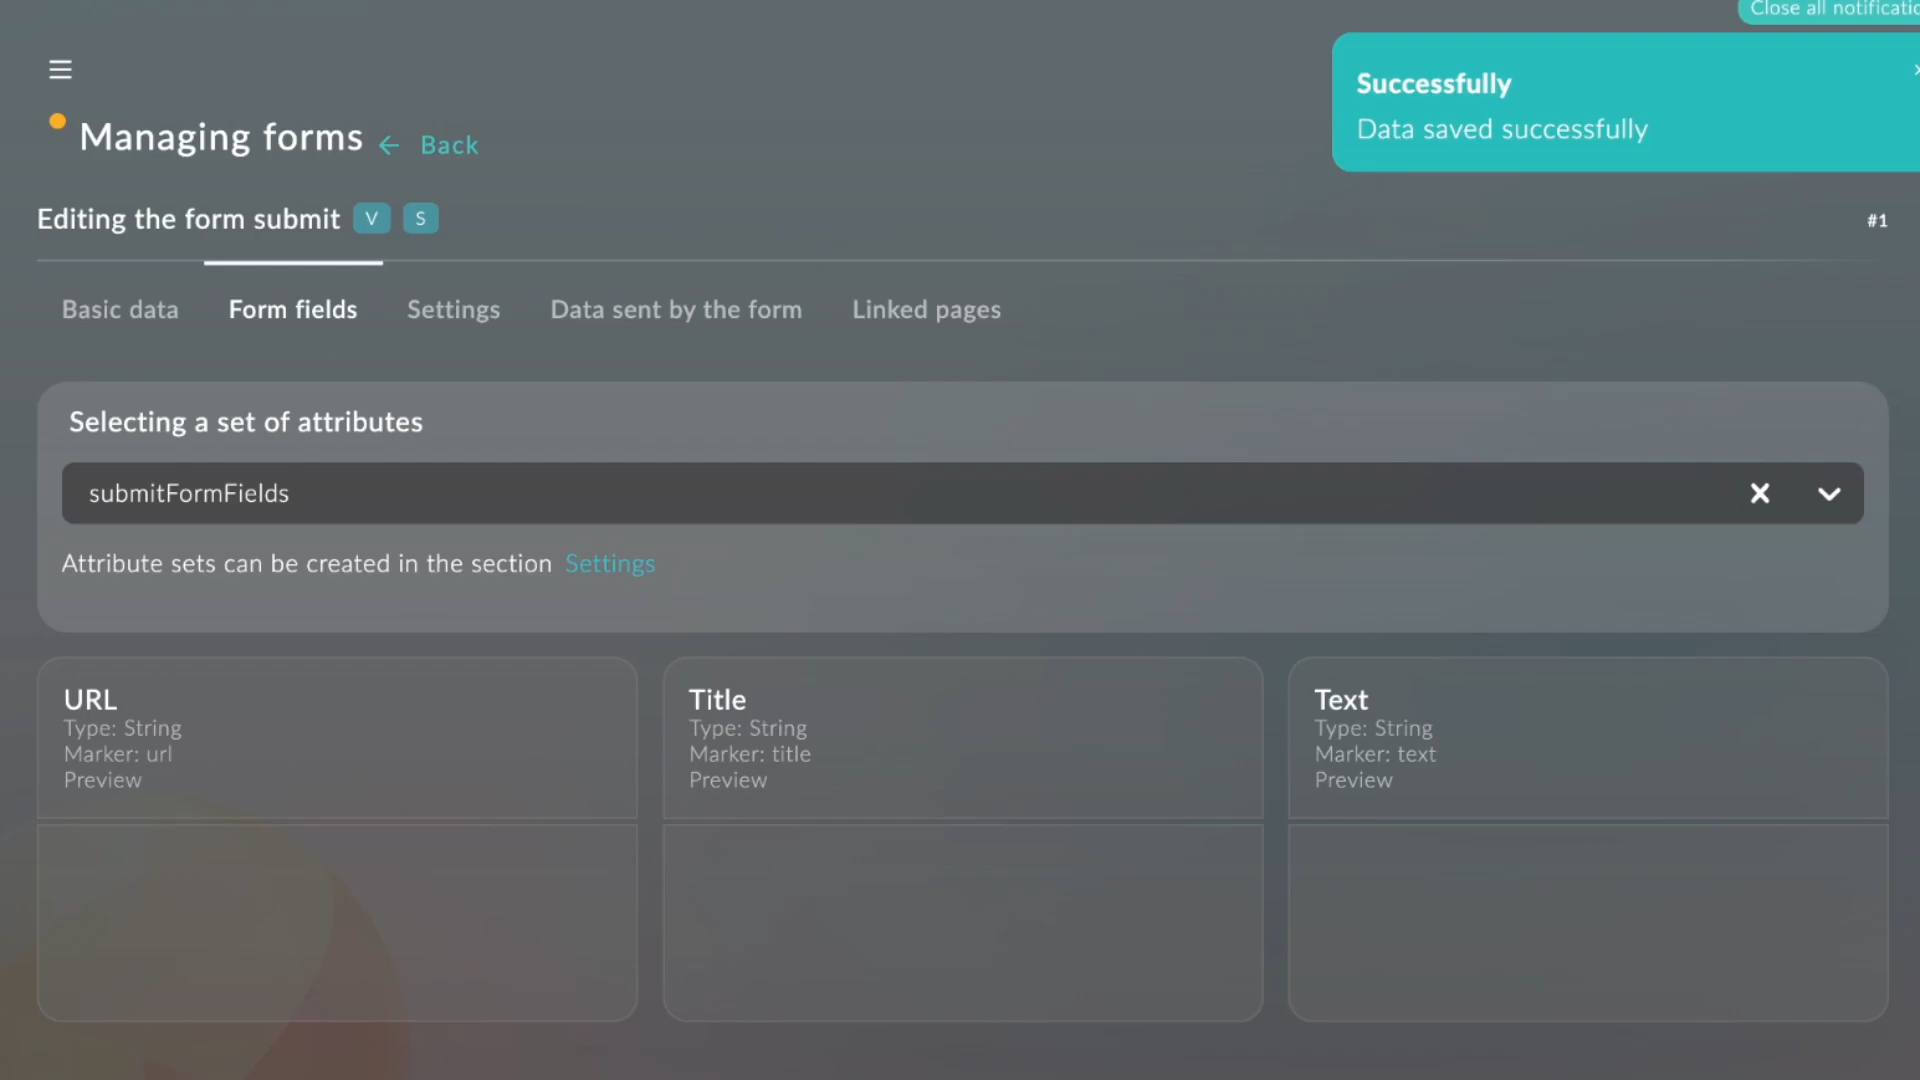 Close all notificatio
Successfully
Data saved successfully
Managing forms ← Back
Editing the form submit V S
#1
Basic data Form fields Settings Data sent by the form Linked pages
Selecting a set of attributes
submitFormFields
Attribute sets can be created in the section Settings
URL
Type: String
Marker: url
Preview
Title
Type: String
Marker: title
Preview
Text
Type: String
Marker: text
Preview